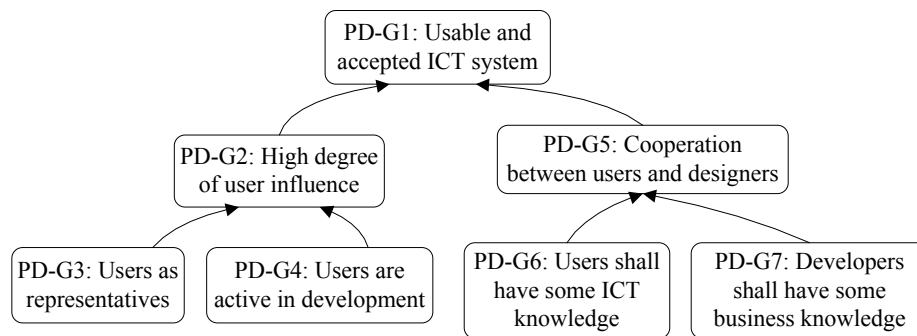 PD-G1: Usable and
accepted ICT system
PD-G2: High degree
of user influence
PD-G5: Cooperation
between users and designers
PD-G3: Users as
representatives
PD-G4: Users are
active in development
PD-G6: Users shall
have some ICT
knowledge
PD-G7: Developers
shall have some
business knowledge